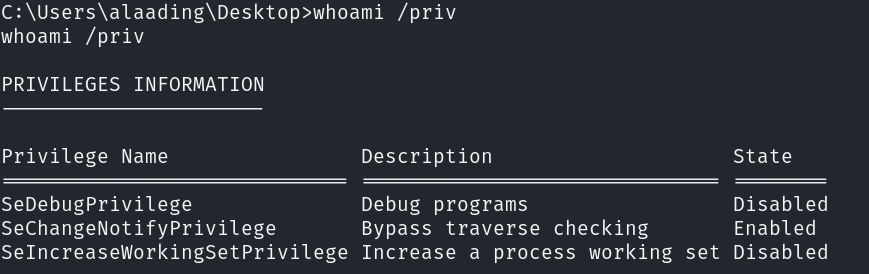 C:\Users\alaading\Desktop>whoami /priv
whoami /priv
PRIVILEGES INFORMATION
----------------------
Privilege Name Description State
============================= ============================== ========
SeDebugPrivilege Debug programs Disabled
SeChangeNotifyPrivilege Bypass traverse checking Enabled
SeIncreaseWorkingSetPrivilege Increase a process working set Disabled